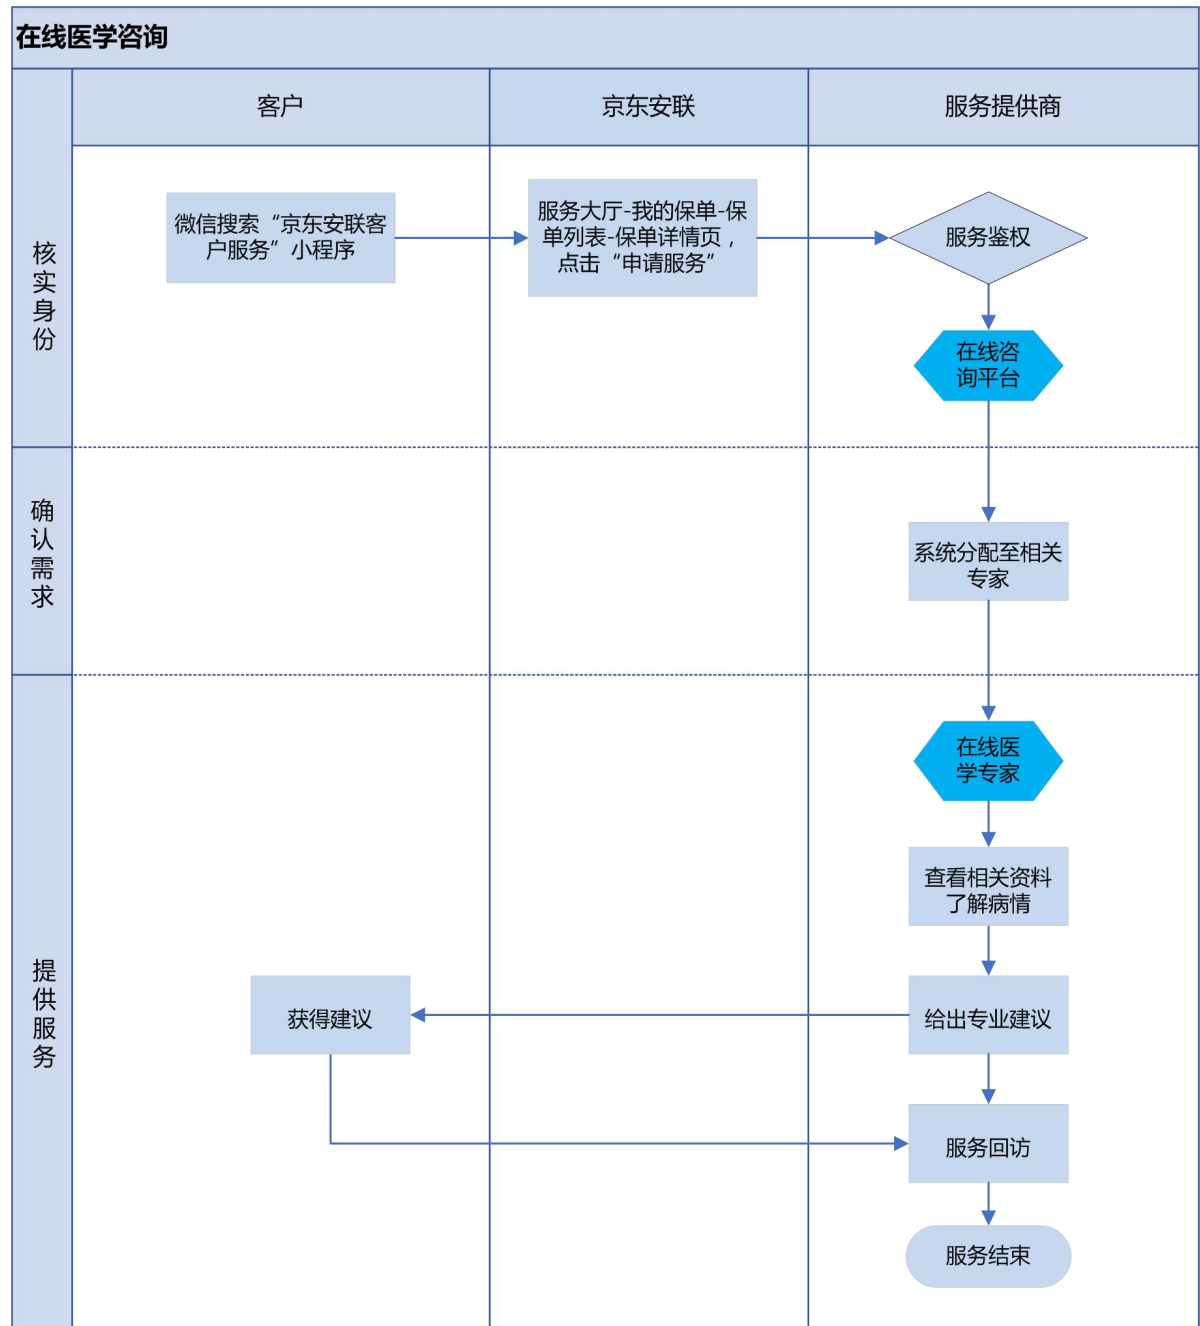 在线医学咨询
客户
京东安联
服务提供商
核实身份
微信搜索“京东安联客
户服务”小程序
服务大厅-我的保单-保
单列表-保单详情页，
点击“申请服务”
服务鉴权
在线咨
询平台
确认需求
系统分配至相关
专家
提供服务
在线医
学专家
查看相关资料
了解病情
获得建议
给出专业建议
服务回访
服务结束